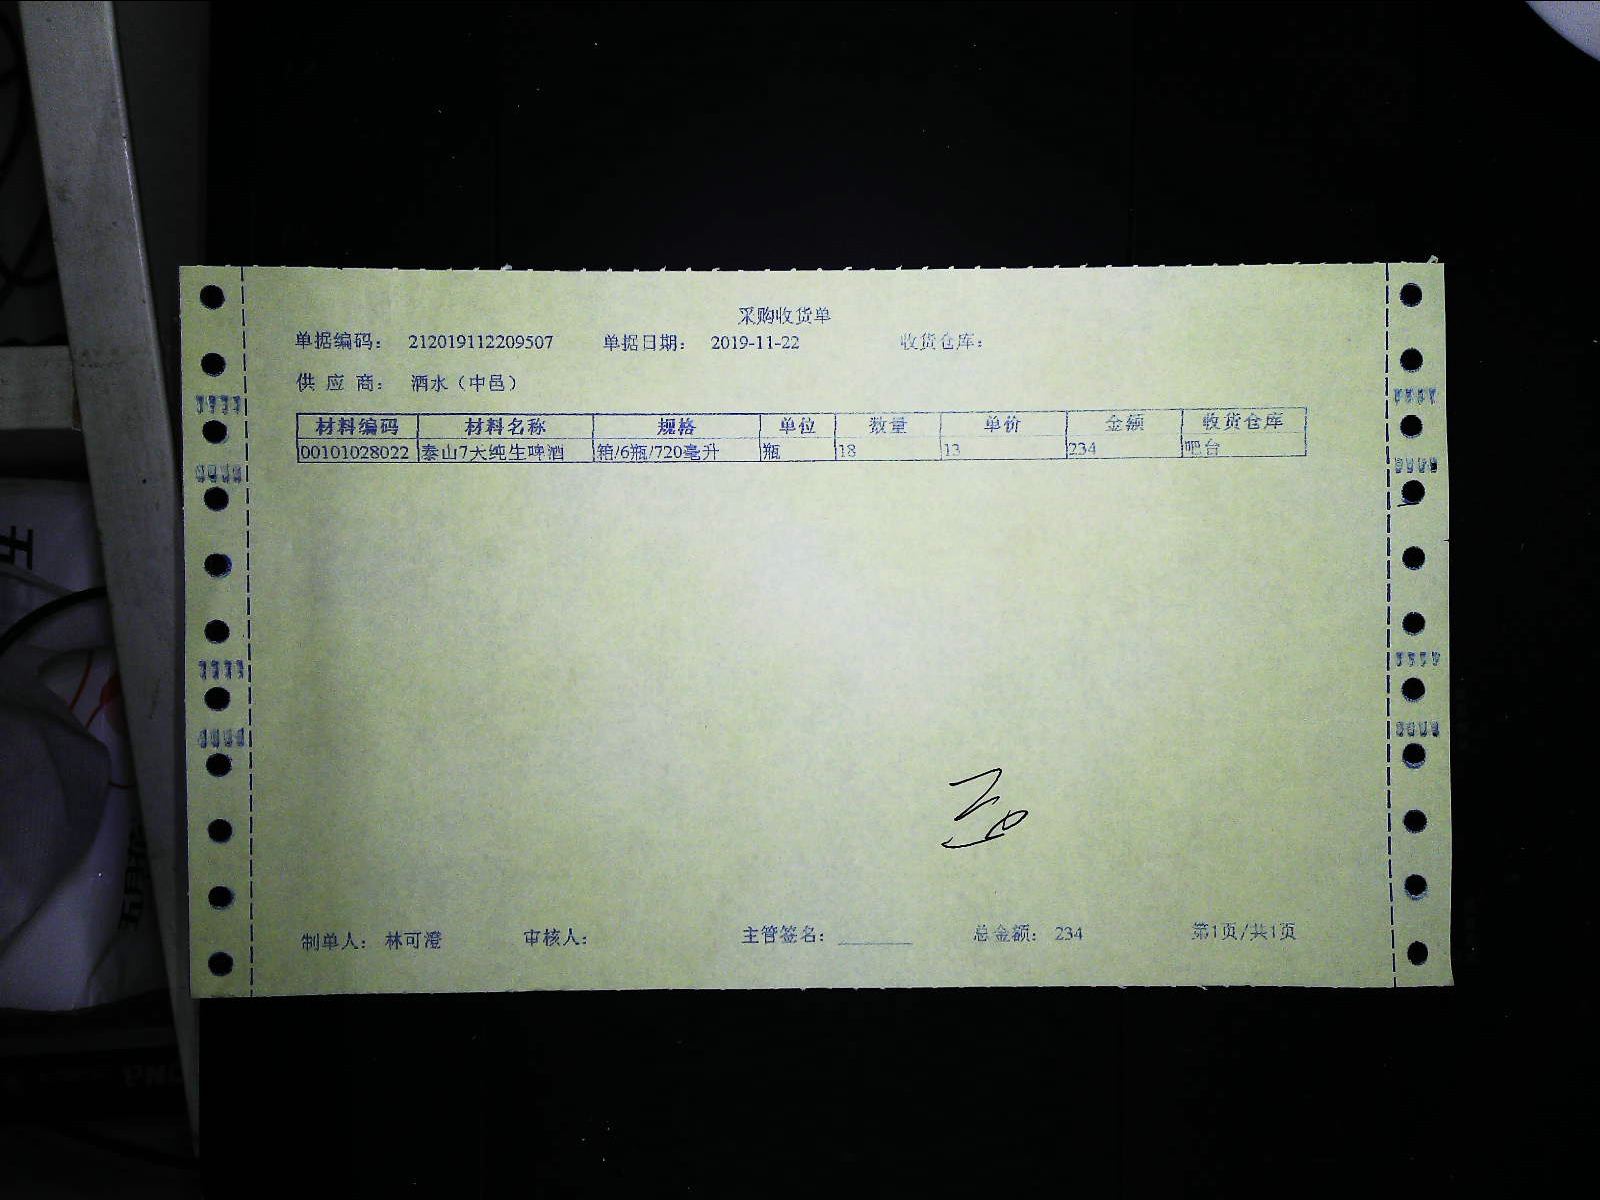 采购收货单
单据编码： 212019112209507 单据日期： 2019-11-22 收货仓库：
供 应 商： 酒水（中邑）
材料编码 材料名称 规格 单位 数量 单价 金额 收货仓库
00101028022 泰山7天纯生啤酒 箱/6瓶/720毫升 瓶 18 13 234 吧台
制单人： 林可澄 审核人： 主管签名： 总金额： 234 第1页/共1页